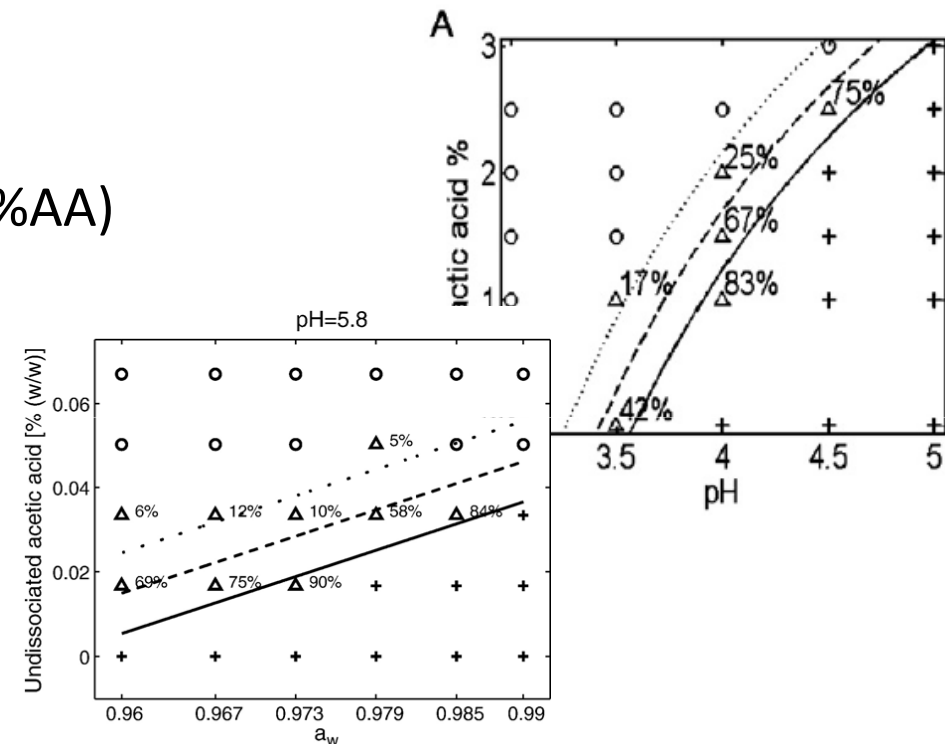 A
%AA)
3
75%
25%
2
67%
17%
83%
1
ctic acid %
42%
3.5 4 4.5 5
pH
pH=5.8
Undissociated acetic acid [% (w/w)]
0.06
5%
0.04
6% 12% 10% 58% 84%
0.02
69% 75% 90%
0
0.96 0.967 0.973 0.979 0.985 0.99
aw